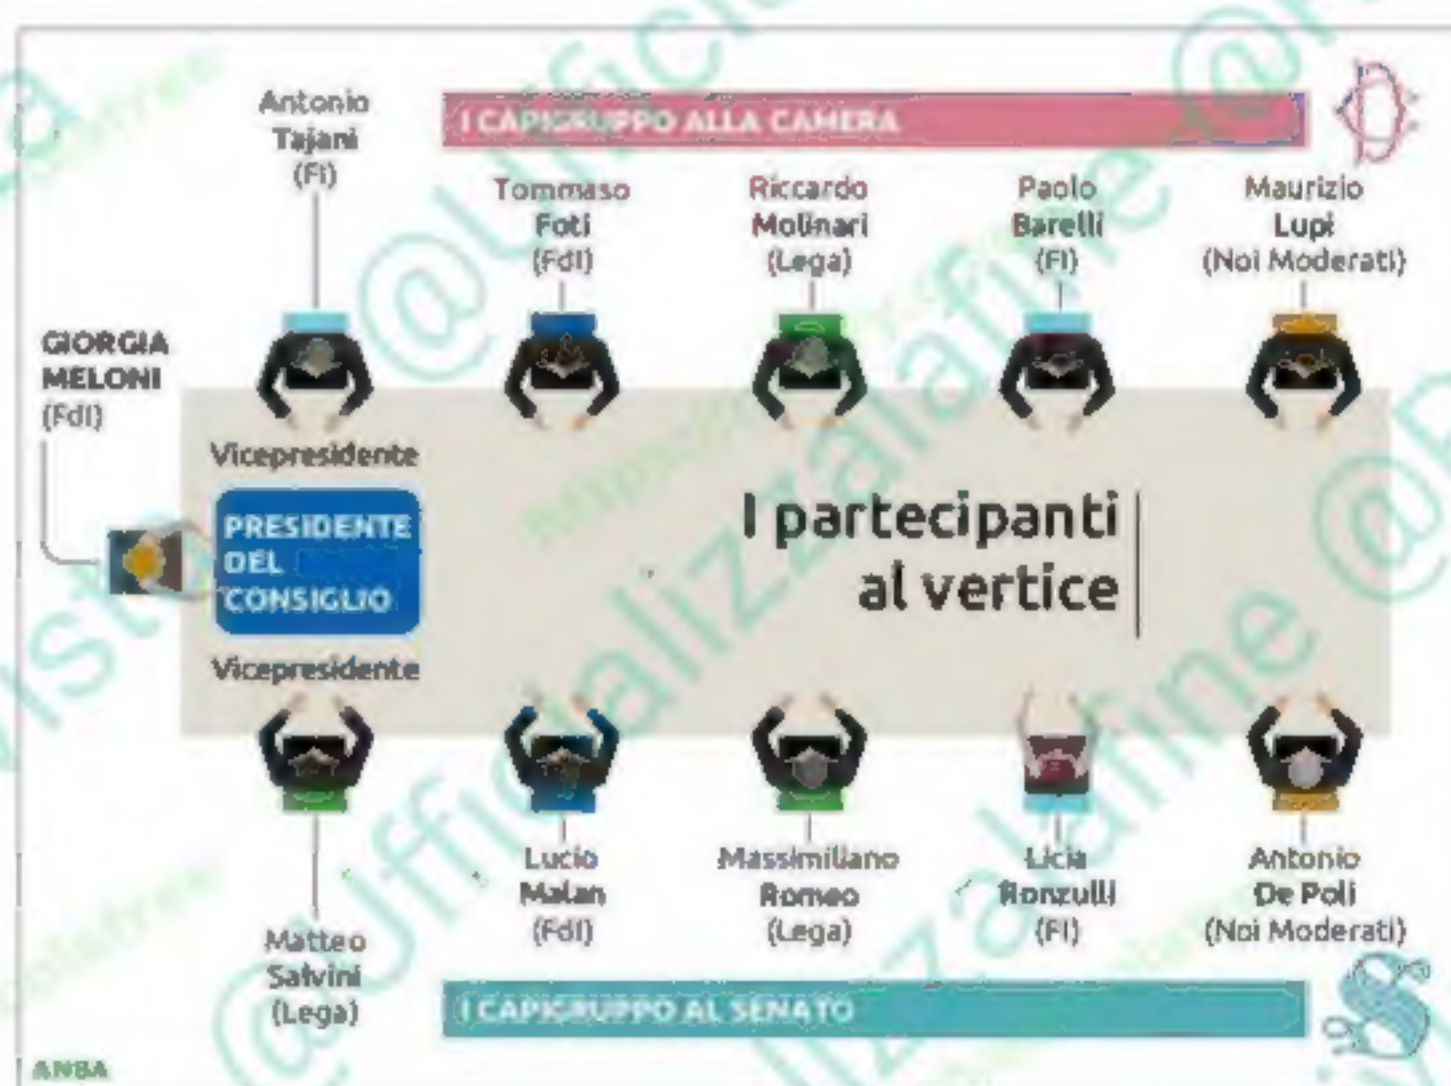 Antonio
Tajani
(FI)
I CAPIGRUPPO ALLA CAMERA
Tommaso
Foti
(FdI)
Riccardo
Molinari
(Lega)
Paolo
Barelli
(FI)
Maurizio
Lupi
(Noi Moderati)
GIORGIA
MELONI
(FdI)
Vicepresidente
PRESIDENTE
DEL
CONSIGLIO
Vicepresidente
I partecipanti
al vertice
Matteo
Salvini
(Lega)
Lucio
Malan
(FdI)
Massimiliano
Romeo
(Lega)
Licia
Ronzulli
(FI)
Antonio
De Poli
(Noi Moderati)
I CAPIGRUPPO AL SENATO
ANBA